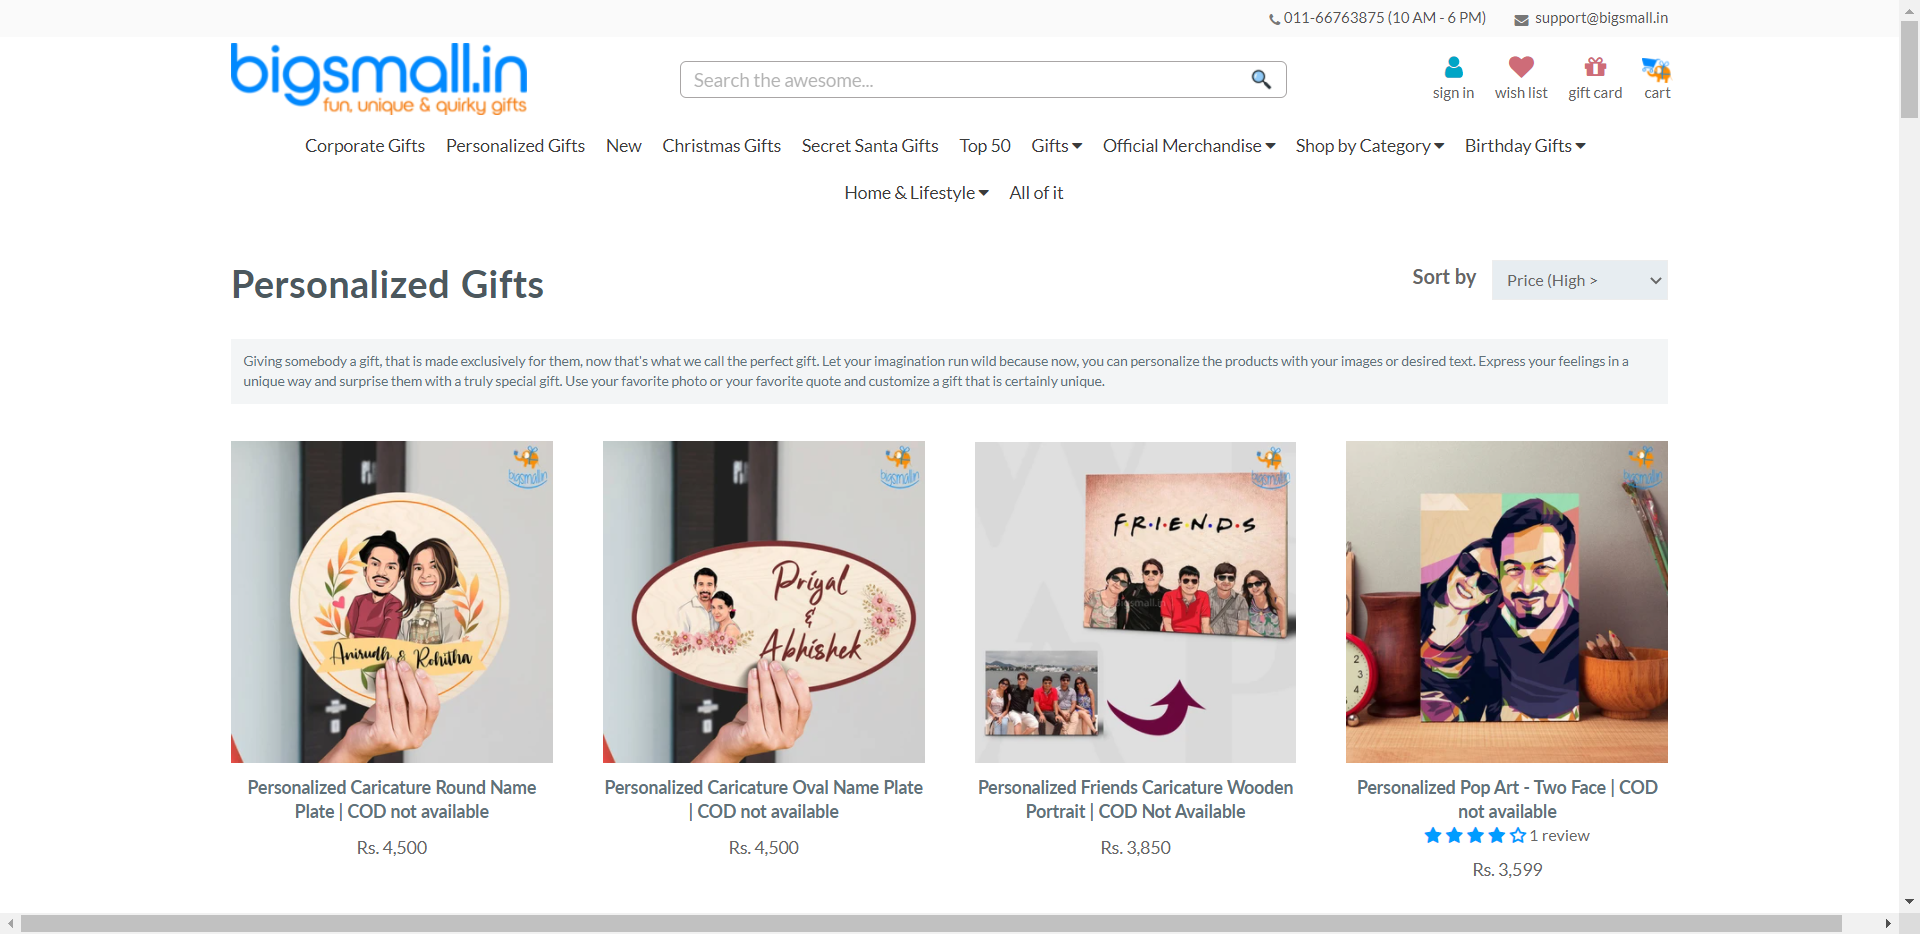 011-66763875 (10 AM - 6 PM)
support@bigsmall.in
bigsmall.in
fun, unique & quirky gifts
Search the awesome...
sign in
wish list
gift card
cart
Corporate Gifts
Personalized Gifts
New
Christmas Gifts
Secret Santa Gifts
Top 50
Gifts
Official Merchandise
Shop by Category
Birthday Gifts
Home & Lifestyle
All of it
Personalized Gifts
Sort by
Price (High >
Giving somebody a gift, that is made exclusively for them, now that's what we call the perfect gift. Let your imagination run wild because now, you can personalize the products with your images or desired text. Express your feelings in a
unique way and surprise them with a truly special gift. Use your favorite photo or your favorite quote and customize a gift that is certainly unique.
bigsmall.in
Anirudh & Rohitha
bigsmall.in
Priyal
&
Abhishek
bigsmall.in
F·R·I·E·N·D·S
bigsmall.in
2
3
4
Personalized Caricature Round Name
Plate | COD not available
Rs. 4,500
Personalized Caricature Oval Name Plate
| COD not available
Rs. 4,500
Personalized Friends Caricature Wooden
Portrait | COD Not Available
Rs. 3,850
Personalized Pop Art - Two Face | COD
not available
1 review
Rs. 3,599